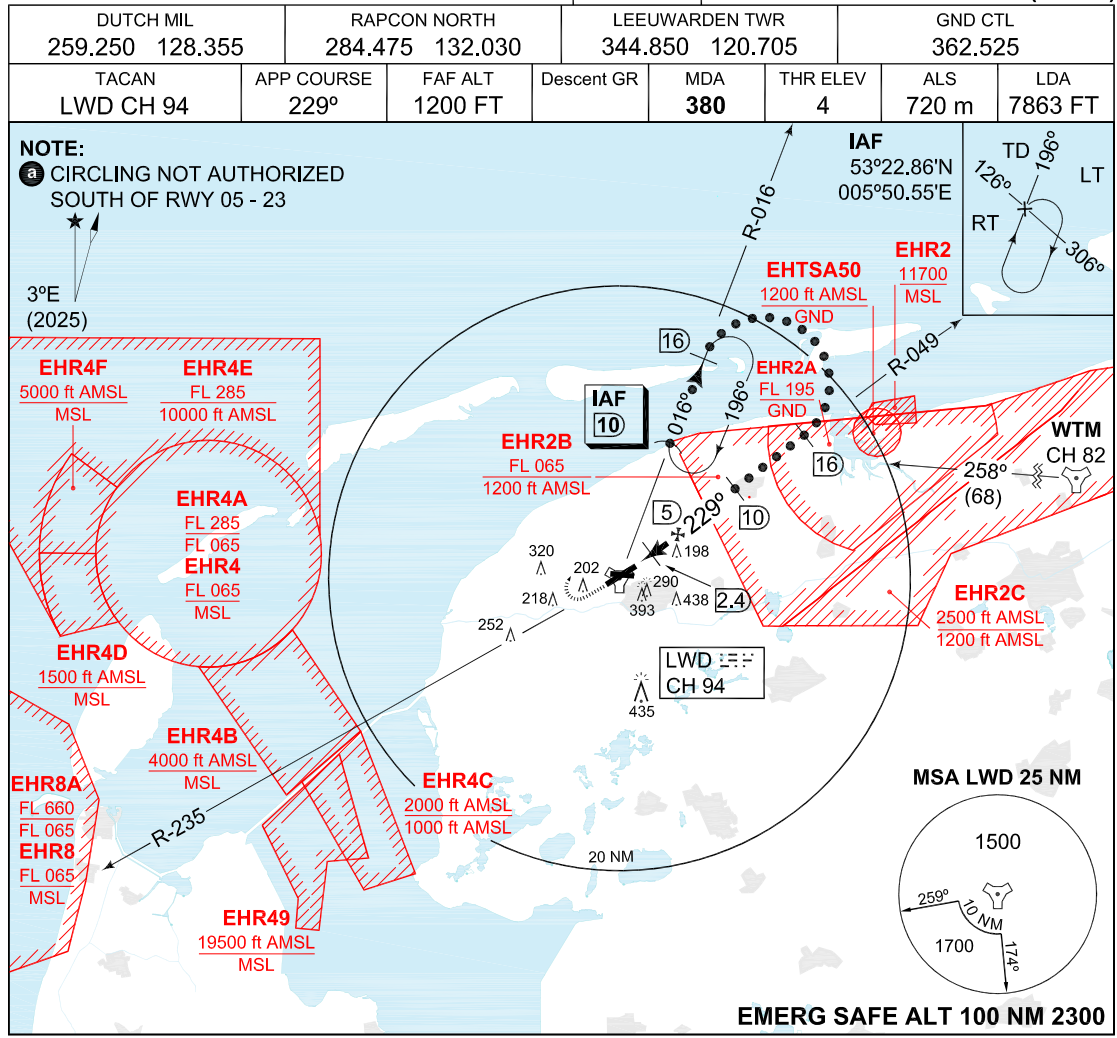 DUTCH MIL
259.250 128.355
RAPCON NORTH
284.475 132.030
LEEUWARDEN TWR
344.850 120.705
GND CTL
362.525
TACAN
LWD CH 94
APP COURSE
229º
FAF ALT
1200 FT
Descent GR
MDA
380
THR ELEV
4
ALS
720 m
LDA
7863 FT
NOTE:
a CIRCLING NOT AUTHORIZED
SOUTH OF RWY 05 - 23
3ºE
(2025)
IAF
53º22.86'N
005º50.55'E
TD
196º
126º
LT
RT
306º
R-016
EHTSA50
1200 ft AMSL
GND
EHR2
11700
MSL
R-049
16
EHR2A
FL 195
GND
IAF
10
016º
196º
EHR4F
5000 ft AMSL
MSL
EHR4E
FL 285
10000 ft AMSL
EHR2B
FL 065
1200 ft AMSL
16
WTM
CH 82
258º
(68)
EHR4A
FL 285
FL 065
EHR4
FL 065
MSL
5
229º
10
198
320
202
290
218
393
438
2.4
252
EHR2C
2500 ft AMSL
1200 ft AMSL
EHR4D
1500 ft AMSL
MSL
LWD
CH 94
435
EHR4B
4000 ft AMSL
MSL
EHR4C
2000 ft AMSL
1000 ft AMSL
EHR8A
FL 660
FL 065
EHR8
FL 065
MSL
R-235
20 NM
EHR49
19500 ft AMSL
MSL
MSA LWD 25 NM
1500
259º
10 NM
1700
174º
EMERG SAFE ALT 100 NM 2300